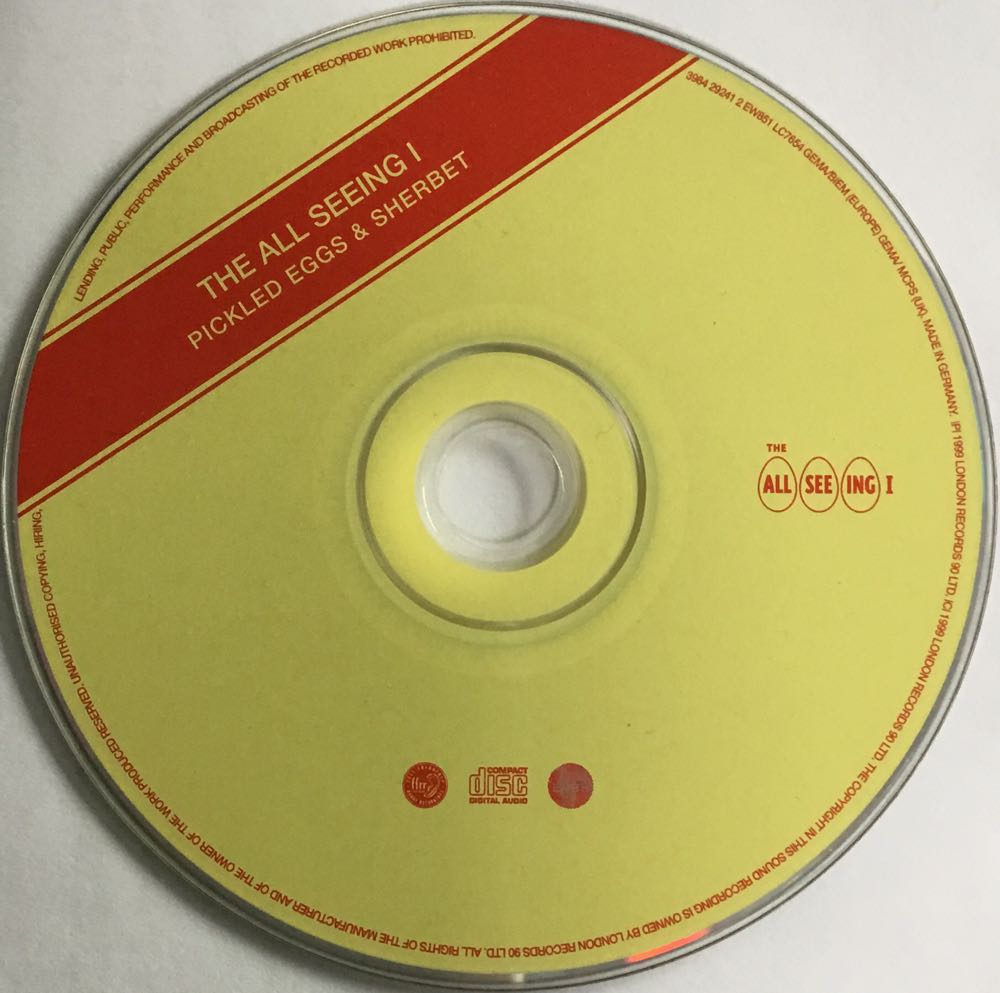 THE ALL SEEING I
PICKLED EGGS & SHERBET
3984 29241 2 EW851 LC7654 GEMA/BIEM (EUROPE) GEMA/ MCPS (UK). MADE IN GERMANY. (P) 1999 LONDON RECORDS 90 LTD. (C) 1999 LONDON RECORDS 90 LTD. THE COPYRIGHT IN THIS SOUND RECORDING IS OWNED BY LONDON RECORDS 90 LTD. ALL RIGHTS OF THE MANUFACTURER AND OF THE OWNER OF THE WORK PRODUCED RESERVED. UNAUTHORISED COPYING, HIRING, LENDING, PUBLIC, PERFORMANCE AND BROADCASTING OF THE RECORDED WORK PROHIBITED.
THE
ALL SEE ING I
ffrr
COMPACT
disc
DIGITAL AUDIO